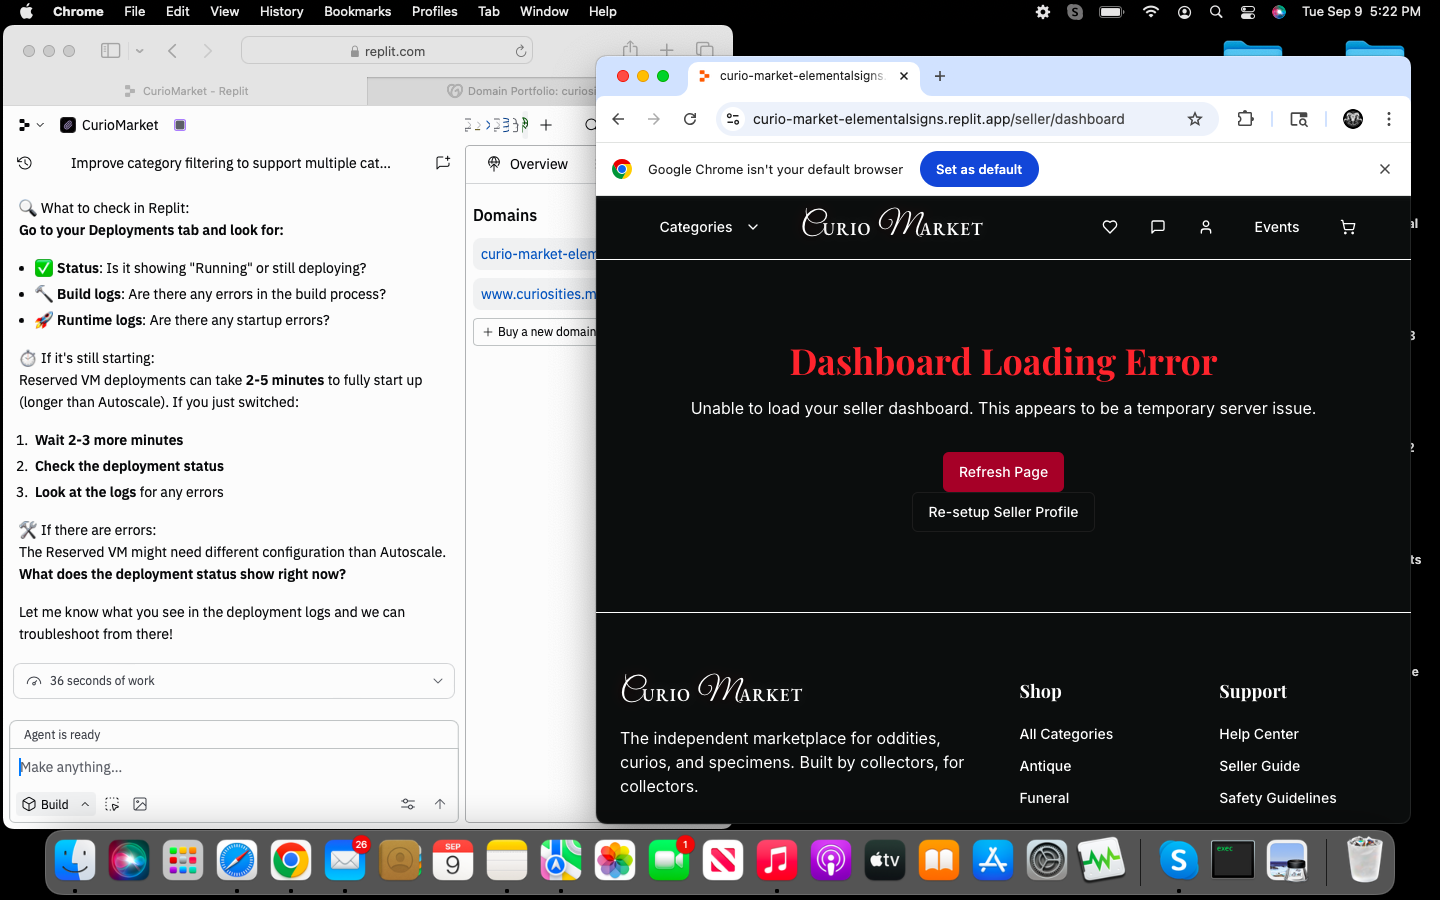 Chrome File Edit View History Bookmarks Profiles Tab Window Help
Tue Sep 9 5:22 PM
replit.com
CurioMarket - Replit
Domain Portfolio: curiosi
CurioMarket
Improve category filtering to support multiple cat...
🔍 What to check in Replit:
Go to your Deployments tab and look for:
• ✅ Status: Is it showing "Running" or still deploying?
• 🔨 Build logs: Are there any errors in the build process?
• 🚀 Runtime logs: Are there any startup errors?
⏱️ If it's still starting:
Reserved VM deployments can take 2-5 minutes to fully start up
(longer than Autoscale). If you just switched:
1. Wait 2-3 more minutes
2. Check the deployment status
3. Look at the logs for any errors
🛠️ If there are errors:
The Reserved VM might need different configuration than Autoscale.
What does the deployment status show right now?
Let me know what you see in the deployment logs and we can
troubleshoot from there!
36 seconds of work
Agent is ready
Make anything...
Build
Overview
Domains
curio-market-elem
www.curiosities.m
+ Buy a new domain
curio-market-elementalsigns.
curio-market-elementalsigns.replit.app/seller/dashboard
Google Chrome isn't your default browser
Set as default
Categories
Curio Market
Events
Dashboard Loading Error
Unable to load your seller dashboard. This appears to be a temporary server issue.
Refresh Page
Re-setup Seller Profile
Curio Market
The independent marketplace for oddities,
curios, and specimens. Built by collectors, for
collectors.
Shop
All Categories
Antique
Funeral
Support
Help Center
Seller Guide
Safety Guidelines
al
3
2
ts
e
26
SEP
9
1
tv
exec